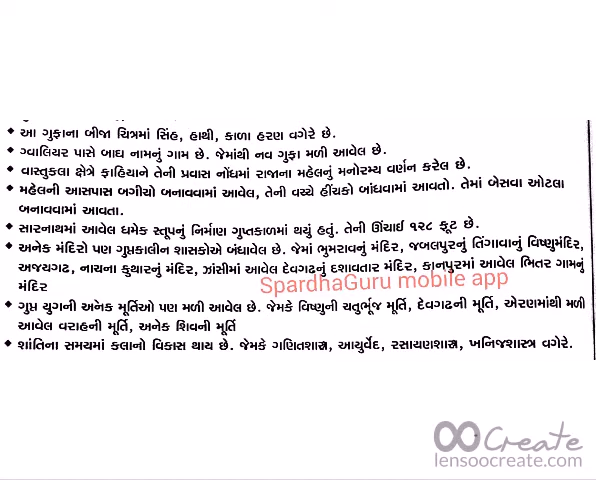 • આ ગુફાના બીજા ચિત્રમાં સિંહ, હાથી, કાળા હરણ વગેરે છે.
• ગ્વાલિયર પાસે બાઘ નામનું ગામ છે. જેમાંથી નવ ગુફા મળી આવેલ છે.
• વાસ્તુકલા ક્ષેત્રે ફાહિયાને તેની પ્રવાસ નોંધમાં રાજાના મહેલનું મનોરમ્ય વર્ણન કરેલ છે.
• મહેલની આસપાસ બગીચો બનાવવામાં આવેલ, તેની વચ્ચે હીંચકો બાંધવામાં આવતો. તેમાં બેસવા ઓટલા
બનાવવામાં આવતા.
• સારનાથમાં આવેલ ધમેક સ્તૂપનું નિર્માણ ગુપ્તકાળમાં થયું હતું. તેની ઊંચાઈ ૧૨૮ ફૂટ છે.
• અનેક મંદિરો પણ ગુપ્તકાલીન શાસકોએ બંધાવેલ છે. જેમાં ભુમરાવનું મંદિર, જબલપુરનું તિંગાવાનું વિષ્ણુમંદિર,
અજયગઢ, નાયના કુથારનું મંદિર, ઝાંસીમાં આવેલ દેવગઢનું દશાવતાર મંદિર, કાનપુરમાં આવેલ ભિતર ગામનું
મંદિર
SpardhaGuru mobile app
• ગુપ્ત યુગની અનેક મૂર્તિઓ પણ મળી આવેલ છે. જેમકે વિષ્ણુની ચતુર્ભૂજ મૂર્તિ, દેવગઢની મૂર્તિ, એરણમાંથી મળી
આવેલ વરાહની મૂર્તિ, અનેક શિવની મૂર્તિ
• શાંતિના સમયમાં કલાનો વિકાસ થાય છે. જેમકે ગણિતશાસ્ત્ર, આયુર્વેદ, રસાયણશાસ્ત્ર, ખનિજશાસ્ત્ર વગેરે.
Create
lensoocreate.com